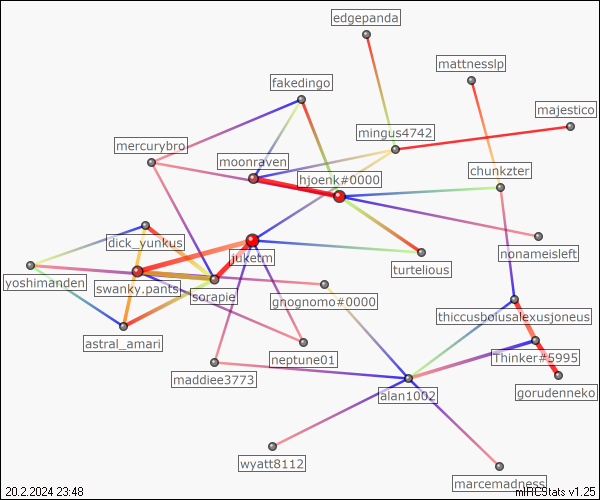 edgepanda
mattnesslp
fakedingo
majestico
mingus4742
mercurybro
moonraven
chunkzter
hjoenk#0000
dick_yunkus
nonameisleft
juketm
turtelious
yoshimanden
swanky.pants
sorapie
gnognomo#0000
thiccusboiusalexusjoneus
astral_amari
neptune01
Thinker#5995
maddiee3773
gorudenneko
alan1002
wyatt8112
marcemadness
20.2.2024 23:48
mIRCStats v1.25